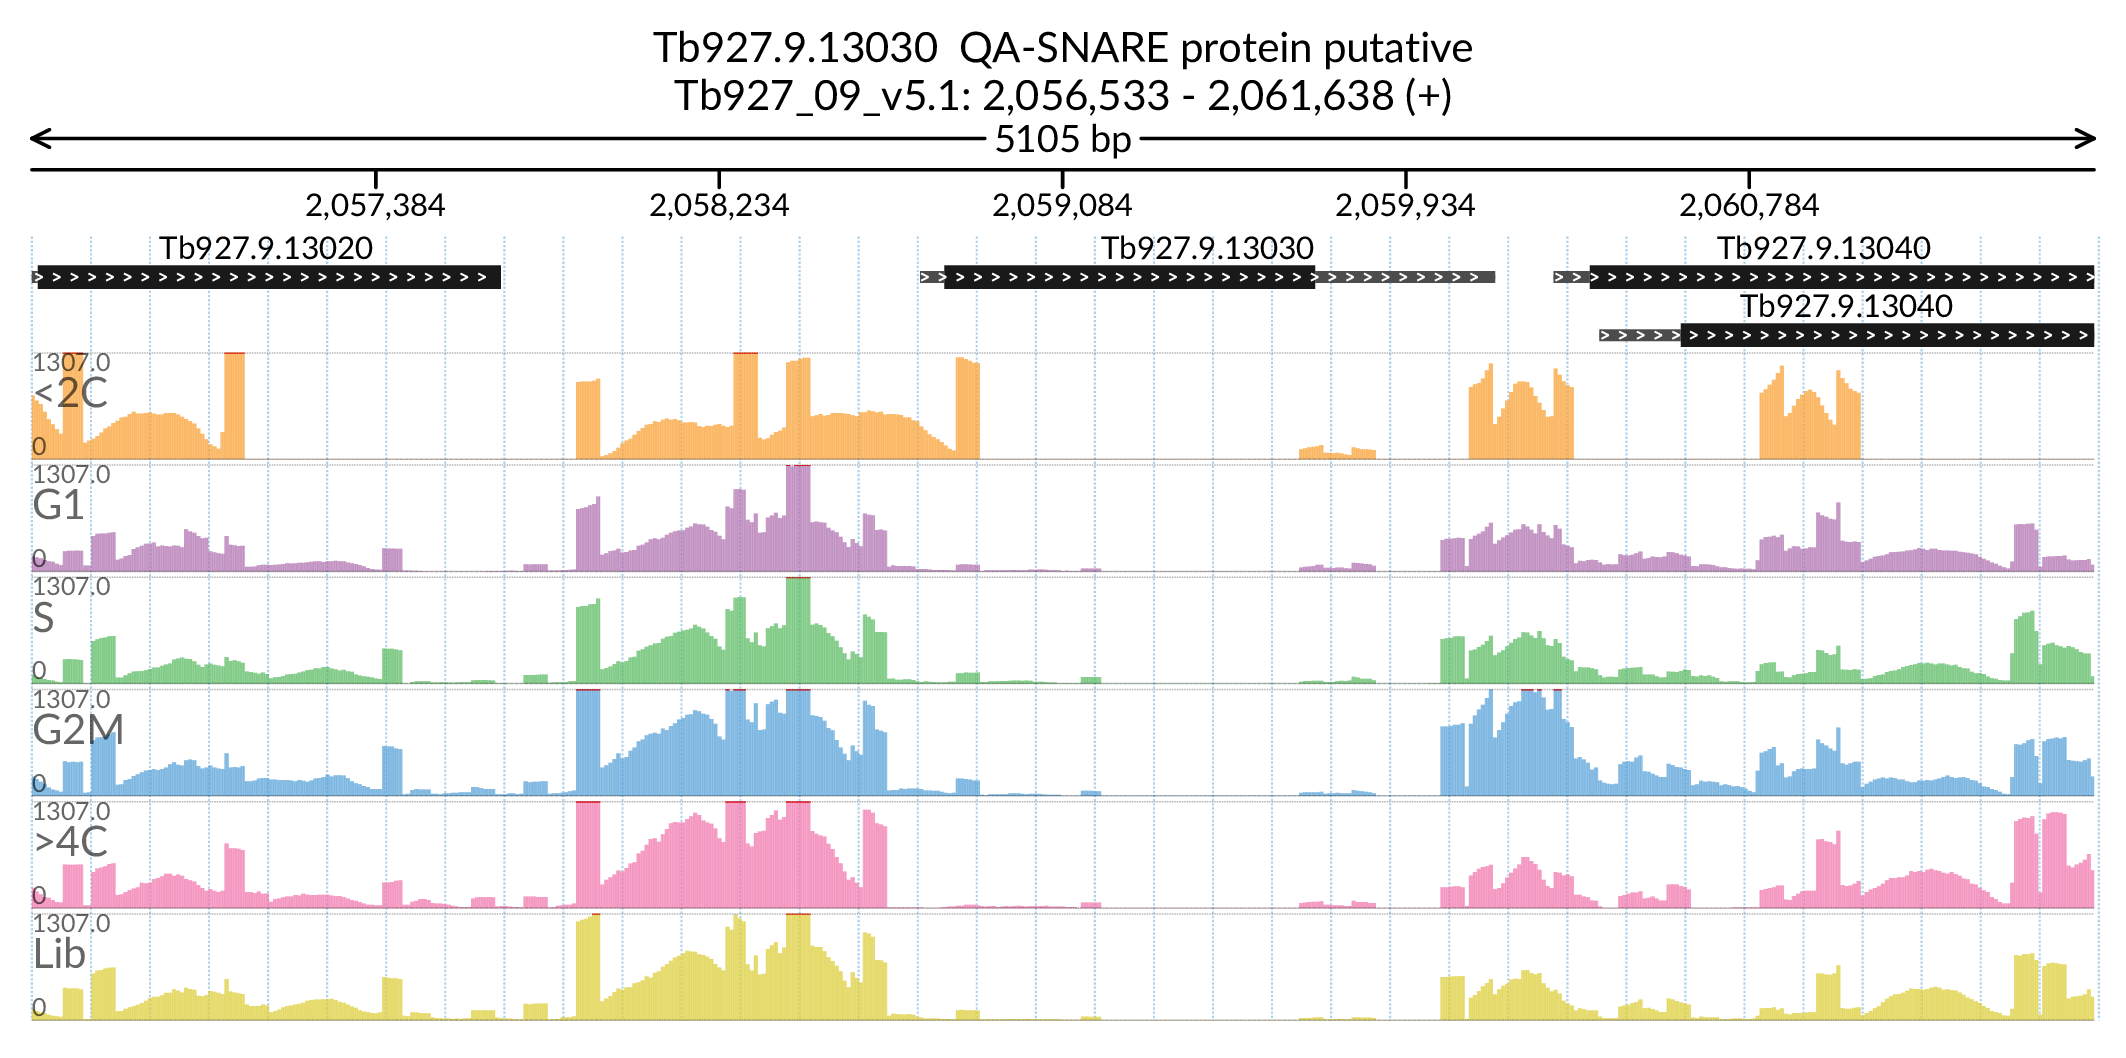 Tb927.9.13030 QA-SNARE protein putative
Tb927_09_v5.1: 2,056,533 - 2,061,638 (+)
5105 bp
2,057,384 2,058,234 2,059,084 2,059,934 2,060,784
Tb927.9.13020 Tb927.9.13030 Tb927.9.13040
Tb927.9.13040
1307.0
<2C
0
1307.0
G1
0
1307.0
S
0
1307.0
G2M
0
1307.0
>4C
0
1307.0
Lib
0